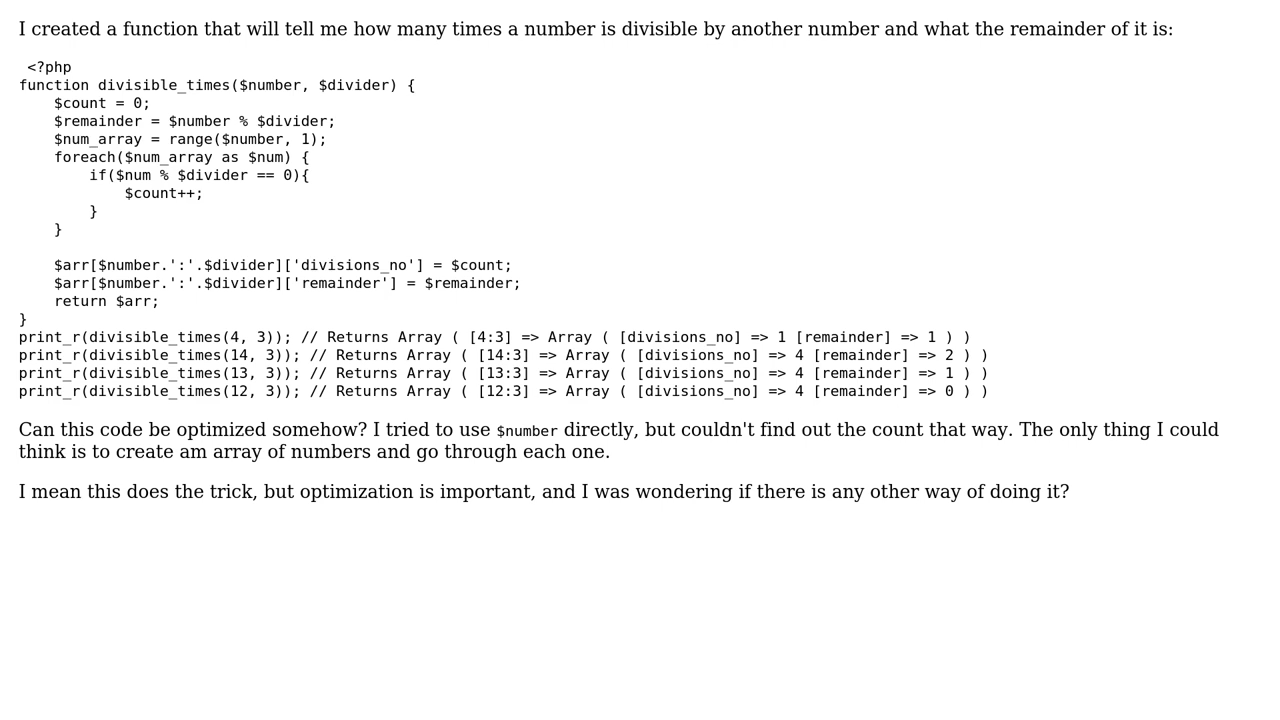 I created a function that will tell me how many times a number is divisible by another number and what the remainder of it is:
<?php
function divisible_times($number, $divider) {
    $count = 0;
    $remainder = $number % $divider;
    $num_array = range($number, 1);
    foreach($num_array as $num) {
        if($num % $divider == 0){
            $count++;
        }
    }
    $arr[$number.':'.$divider]['divisions_no'] = $count;
    $arr[$number.':'.$divider]['remainder'] = $remainder;
    return $arr;
}
print_r(divisible_times(4, 3)); // Returns Array ( [4:3] => Array ( [divisions_no] => 1 [remainder] => 1 ) )
print_r(divisible_times(14, 3)); // Returns Array ( [14:3] => Array ( [divisions_no] => 4 [remainder] => 2 ) )
print_r(divisible_times(13, 3)); // Returns Array ( [13:3] => Array ( [divisions_no] => 4 [remainder] => 1 ) )
print_r(divisible_times(12, 3)); // Returns Array ( [12:3] => Array ( [divisions_no] => 4 [remainder] => 0 ) )
Can this code be optimized somehow? I tried to use $number directly, but couldn't find out the count that way. The only thing I could
think is to create am array of numbers and go through each one.
I mean this does the trick, but optimization is important, and I was wondering if there is any other way of doing it?